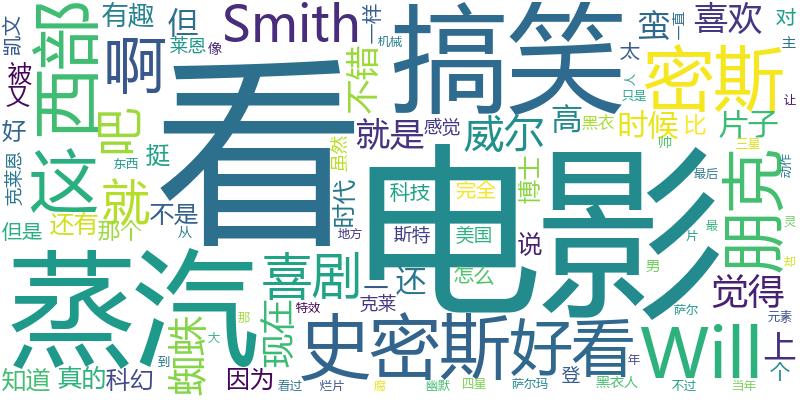 凯文
有趣
但
Smith
一样
搞笑
蛮
一直
喜欢
对
主
莱恩
像
机械
西部
啊
看
不错
太
密斯
人
只是
让
被
又
好
吧
就是
感觉
威尔
高
黑衣
时候
比
片子
挺
虽然
帅
三星
动作
克莱恩
这
东西
就
时代
科技
完全
博士
电影
最后
朋克
还有
那个
不是
从
地方
斯特
美国
说
男
片
最
灵
却
但是
蒸汽
喜剧
二
还
怎么
克莱
觉得
萨尔
元素
蜘蛛
那
大
现在
特效
史密斯
好看
Will
上
个
知道
真的
科幻
到
因为
看过
烂片
腐
幽默
四星
萨尔玛
登
黑衣人
年
不过
当年